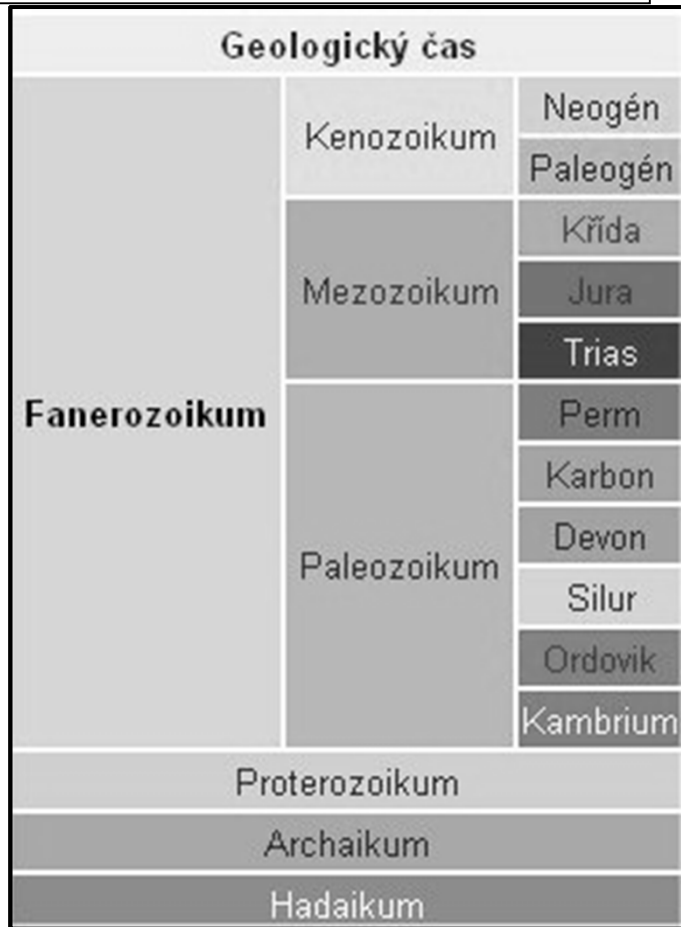 Geologický čas
Fanerozoikum
Kenozoikum
Neogén
Paleogén
Mezozoikum
Křída
Jura
Trias
Paleozoikum
Perm
Karbon
Devon
Silur
Ordovik
Kambrium
Proterozoikum
Archaikum
Hadaikum